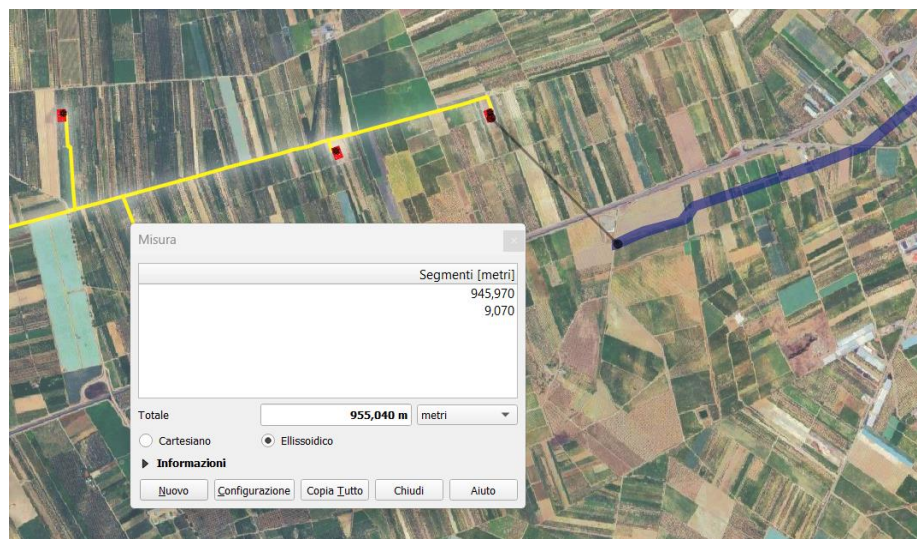 Misura
Segmenti [metri]
945,970
9,070
Totale
955,040 m
metri
Cartesiano
Ellissoidico
Informazioni
Nuovo
Configurazione
Copia Tutto
Chiudi
Aiuto